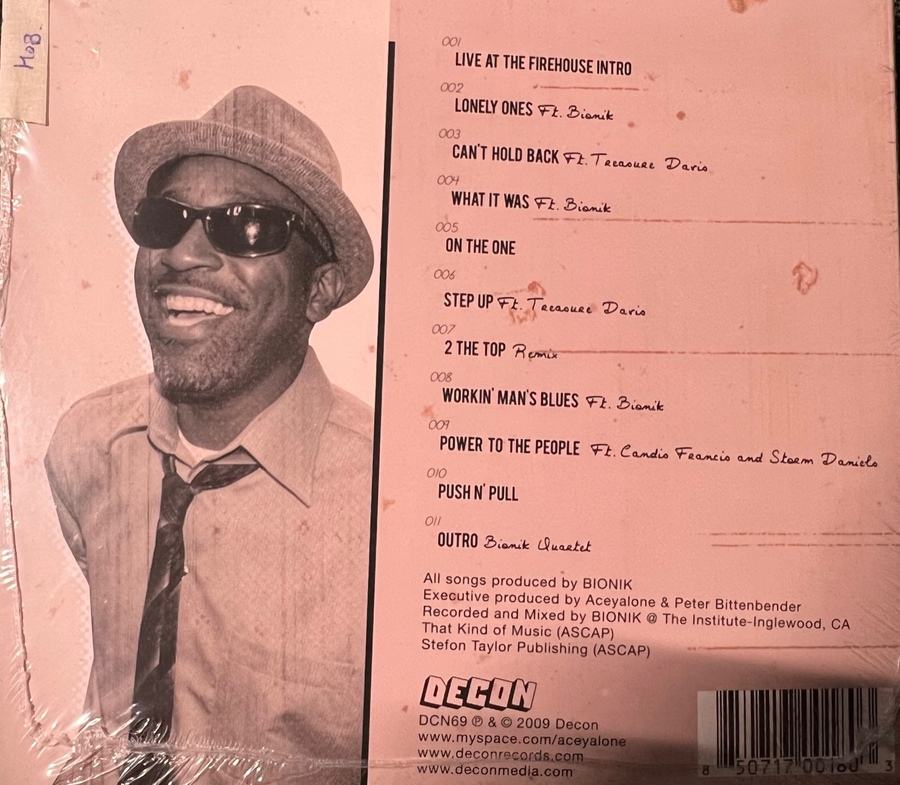 HOB
001
LIVE AT THE FIREHOUSE INTRO
002
LONELY ONES Ft. Bionik
003
CAN'T HOLD BACK Ft. Treasure Davis
004
WHAT IT WAS Ft. Bionik
005
ON THE ONE
006
STEP UP Ft. Treasure Davis
007
2 THE TOP Remix
008
WORKIN' MAN'S BLUES Ft. Bionik
009
POWER TO THE PEOPLE Ft. Candis Francis and Storm Daniels
010
PUSH N' PULL
011
OUTRO Bionik Quartet
All songs produced by BIONIK
Executive produced by Aceyalone & Peter Bittenbender
Recorded and Mixed by BIONIK @ The Institute-Inglewood, CA
That Kind of Music (ASCAP)
Stefon Taylor Publishing (ASCAP)
DECON
DCN69 ℗ & © 2009 Decon
www.myspace.com/aceyalone
www.deconrecords.com
www.deconmedia.com
8 50717 00180 3